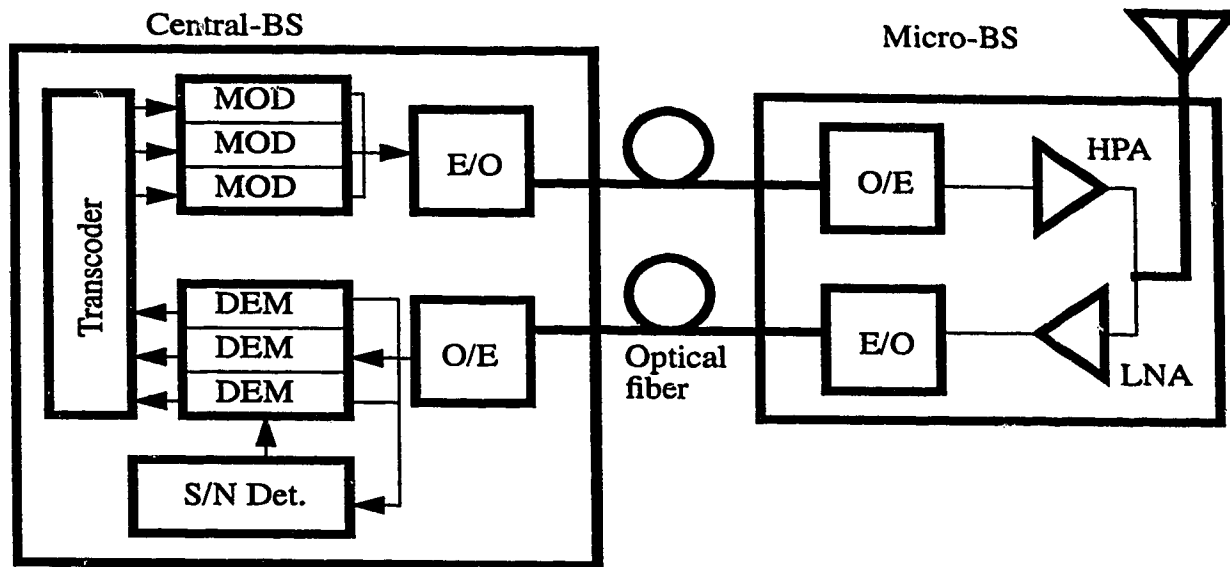 Central-BS
Micro-BS
Transcoder
MOD
MOD
MOD
E/O
O/E
HPA
DEM
DEM
DEM
O/E
Optical
fiber
E/O
LNA
S/N Det.